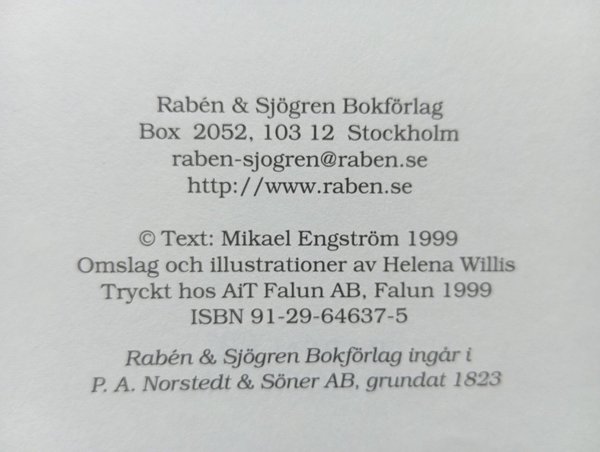 Rabén & Sjögren Bokförlag
Box 2052, 103 12 Stockholm
raben-sjogren@raben.se
http://www.raben.se
© Text: Mikael Engström 1999
Omslag och illustrationer av Helena Willis
Tryckt hos AiT Falun AB, Falun 1999
ISBN 91-29-64637-5
Rabén & Sjögren Bokförlag ingår i
P. A. Norstedt & Söner AB, grundat 1823